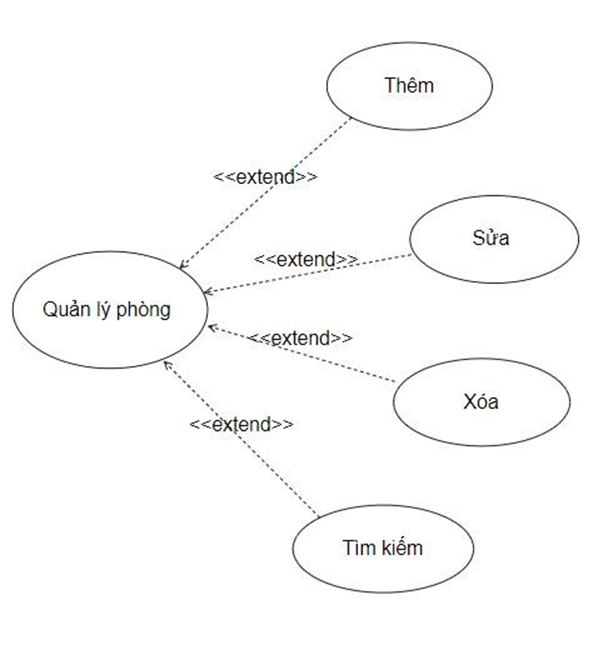 Thêm
<<extend>>
Sửa
<<extend>>
Quản lý phòng
<<extend>>
Xóa
<<extend>>
Tìm kiếm